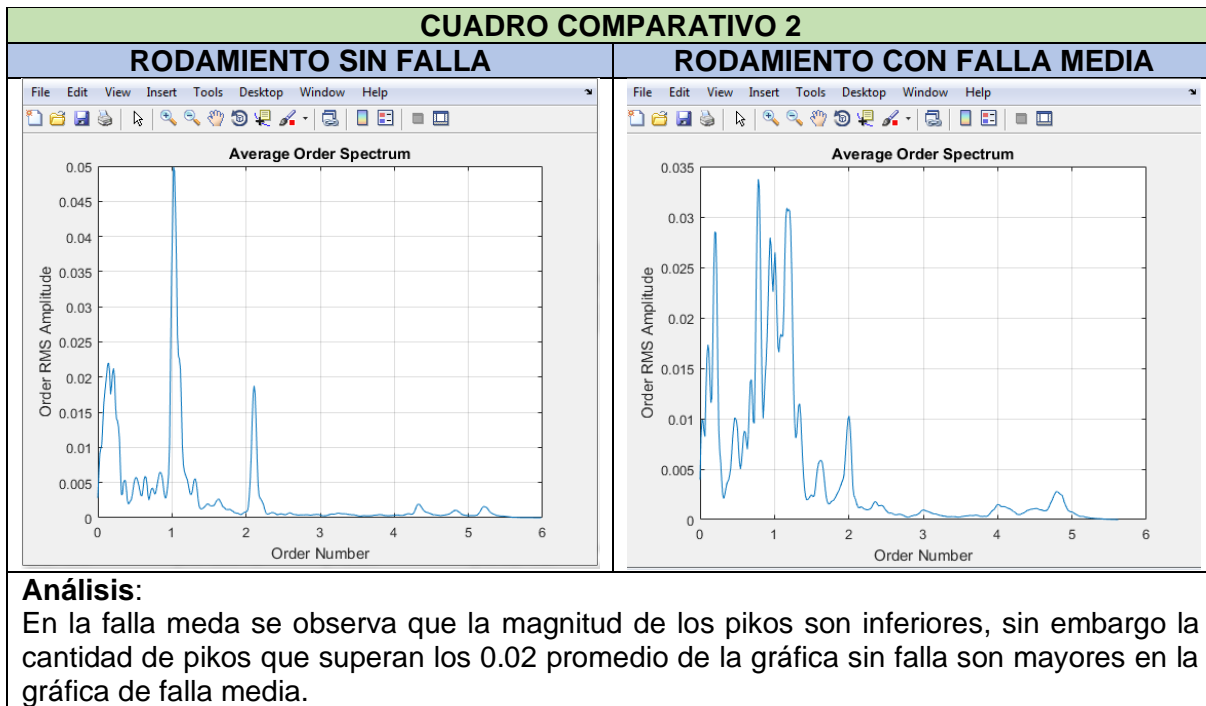 CUADRO COMPARATIVO 2
RODAMIENTO SIN FALLA
File Edit View Insert Tools Desktop Window Help
Average Order Spectrum
0.05
0.045
0.04
0.035
0.03
0.025
0.02
0.015
0.01
0.005
0
Order RMS Amplitude
0 1 2 3 4 5 6
Order Number
RODAMIENTO CON FALLA MEDIA
File Edit View Insert Tools Desktop Window Help
Average Order Spectrum
0.035
0.03
0.025
0.02
0.015
0.01
0.005
0
Order RMS Amplitude
0 1 2 3 4 5 6
Order Number
Análisis:
En la falla meda se observa que la magnitud de los pikos son inferiores, sin embargo la
cantidad de pikos que superan los 0.02 promedio de la gráfica sin falla son mayores en la
gráfica de falla media.